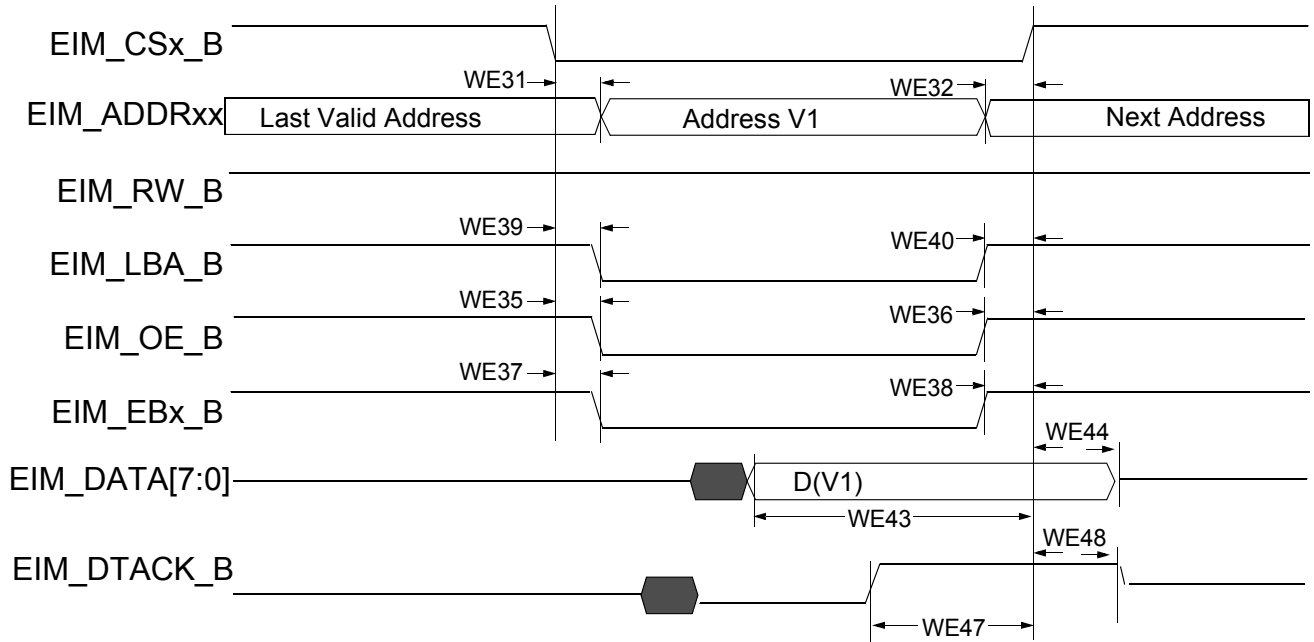 EIM_CSx_B
WE31
WE32
EIM_ADDRxx
Last Valid Address
Address V1
Next Address
EIM_RW_B
WE39
WE40
EIM_LBA_B
WE35
WE36
EIM_OE_B
WE37
WE38
EIM_EBx_B
WE44
EIM_DATA[7:0]
D(V1)
WE43
WE48
EIM_DTACK_B
WE47